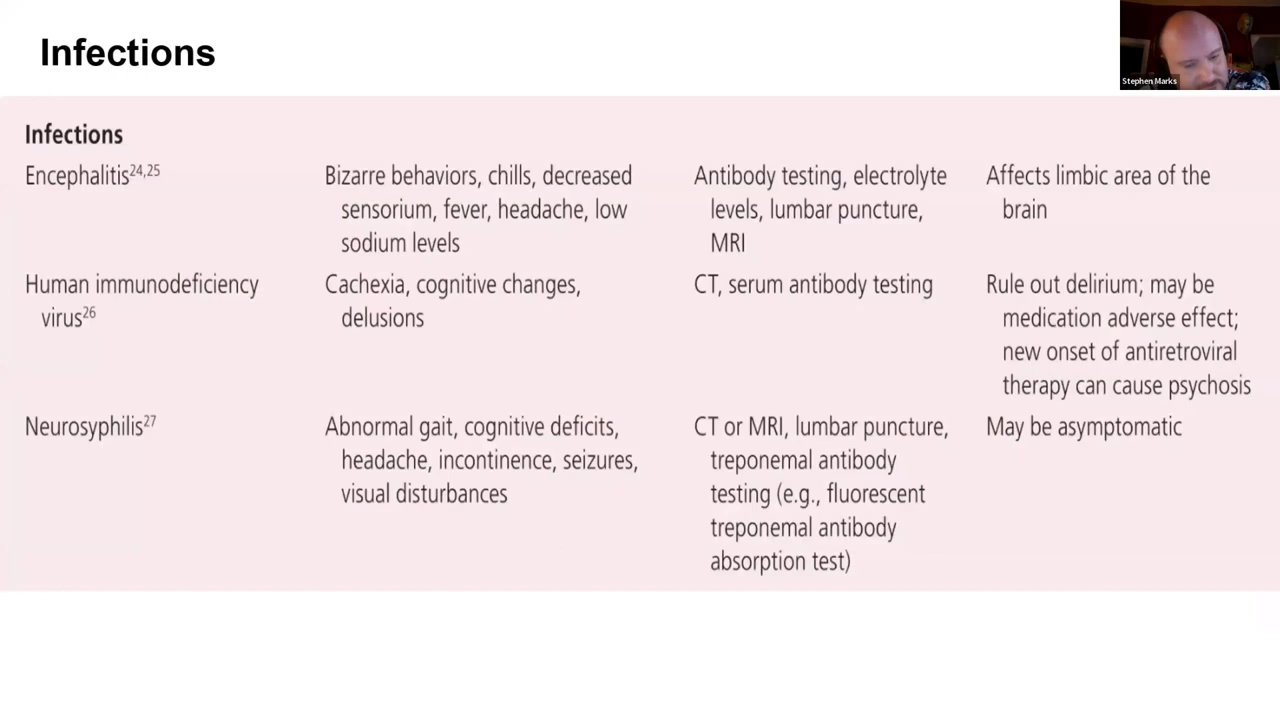 Infections
Stephen Marks
Infections
Encephalitis24,25
Bizarre behaviors, chills, decreased
sensorium, fever, headache, low
sodium levels
Antibody testing, electrolyte
levels, lumbar puncture,
MRI
Affects limbic area of the
brain
Human immunodeficiency
virus26
Cachexia, cognitive changes,
delusions
CT, serum antibody testing
Rule out delirium; may be
medication adverse effect;
new onset of antiretroviral
therapy can cause psychosis
Neurosyphilis27
Abnormal gait, cognitive deficits,
headache, incontinence, seizures,
visual disturbances
CT or MRI, lumbar puncture,
treponemal antibody
testing (e.g., fluorescent
treponemal antibody
absorption test)
May be asymptomatic